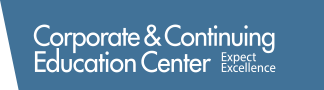 Corporate & Continuing
Education Center Expect
Excellence